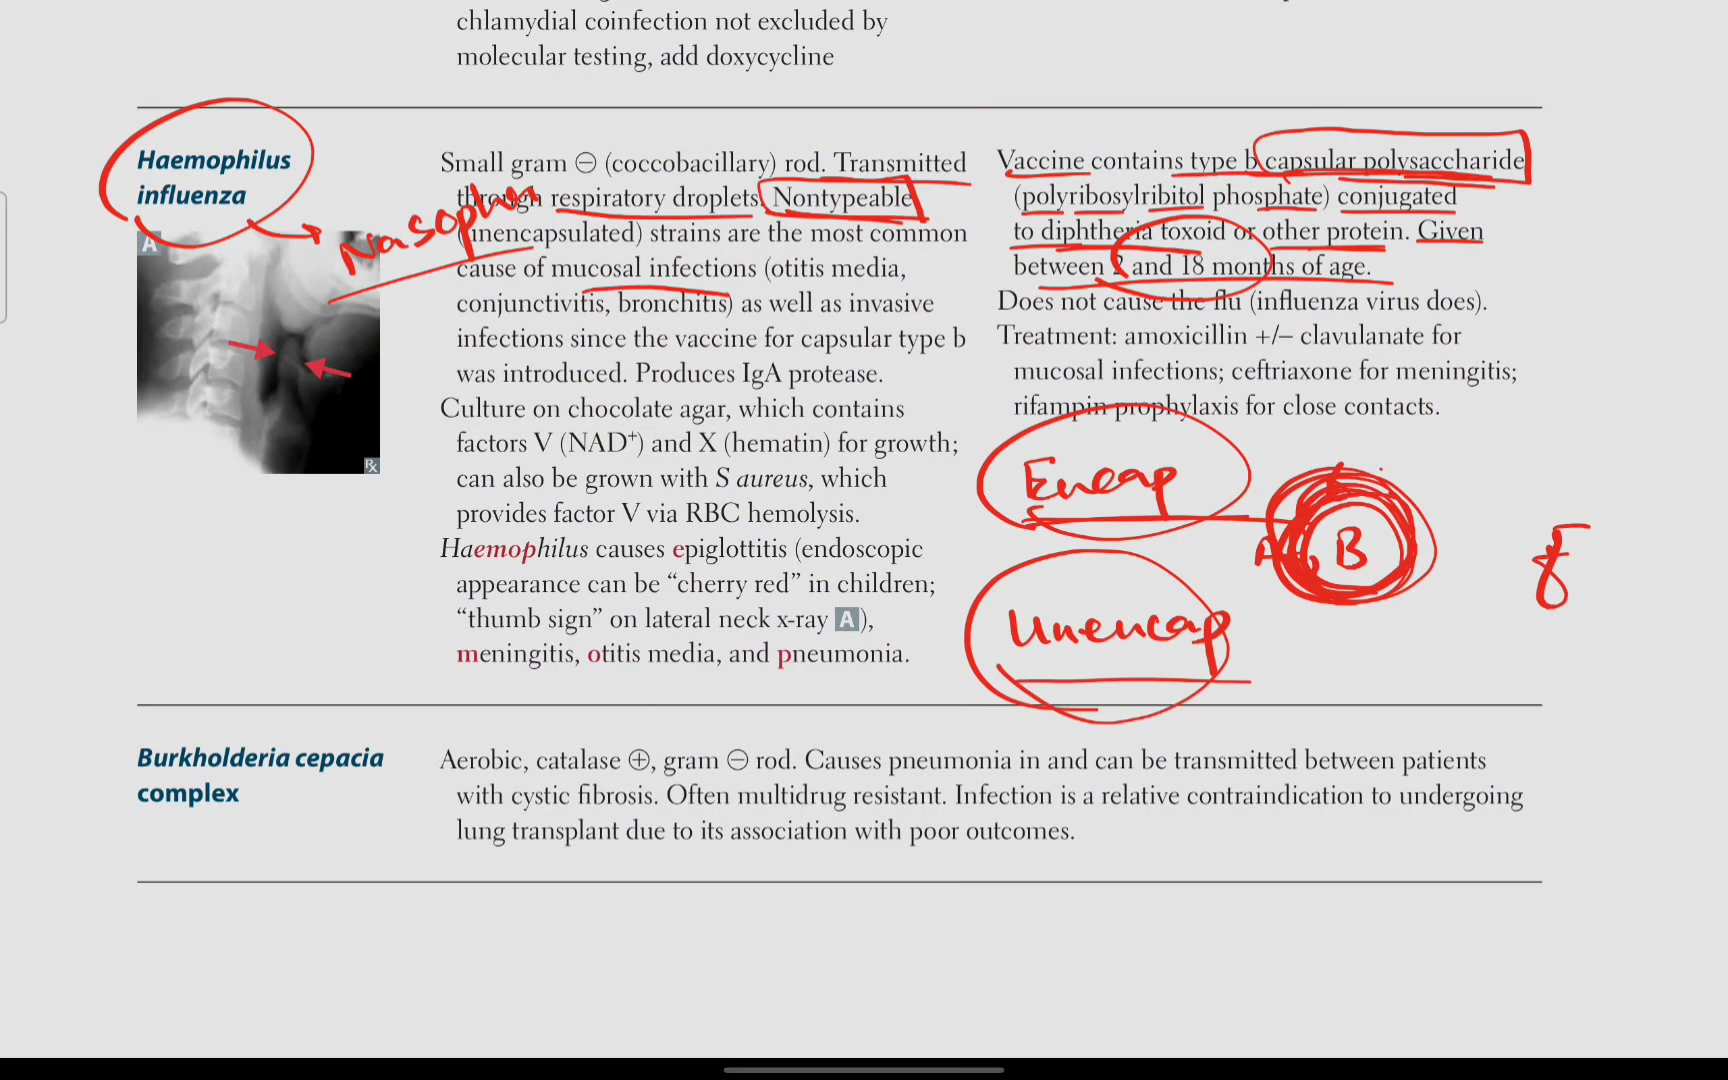 chlamydial coinfection not excluded by
molecular testing, add doxycycline
Haemophilus
influenza
A
Rx
Nasopha
Small gram ⊖ (coccobacillary) rod. Transmitted
through respiratory droplets. Nontypeable
(unencapsulated) strains are the most common
cause of mucosal infections (otitis media,
conjunctivitis, bronchitis) as well as invasive
infections since the vaccine for capsular type b
was introduced. Produces IgA protease.
Culture on chocolate agar, which contains
factors V (NAD⁺) and X (hematin) for growth;
can also be grown with S aureus, which
provides factor V via RBC hemolysis.
Haemophilus causes epiglottitis (endoscopic
appearance can be “cherry red” in children;
“thumb sign” on lateral neck x-ray A),
meningitis, otitis media, and pneumonia.
Vaccine contains type b capsular polysaccharide
(polyribosylribitol phosphate) conjugated
to diphtheria toxoid or other protein. Given
between 2 and 18 months of age.
Does not cause the flu (influenza virus does).
Treatment: amoxicillin +/– clavulanate for
mucosal infections; ceftriaxone for meningitis;
rifampin prophylaxis for close contacts.
Encap
B
Unencap
Burkholderia cepacia
complex
Aerobic, catalase ⊕, gram ⊖ rod. Causes pneumonia in and can be transmitted between patients
with cystic fibrosis. Often multidrug resistant. Infection is a relative contraindication to undergoing
lung transplant due to its association with poor outcomes.